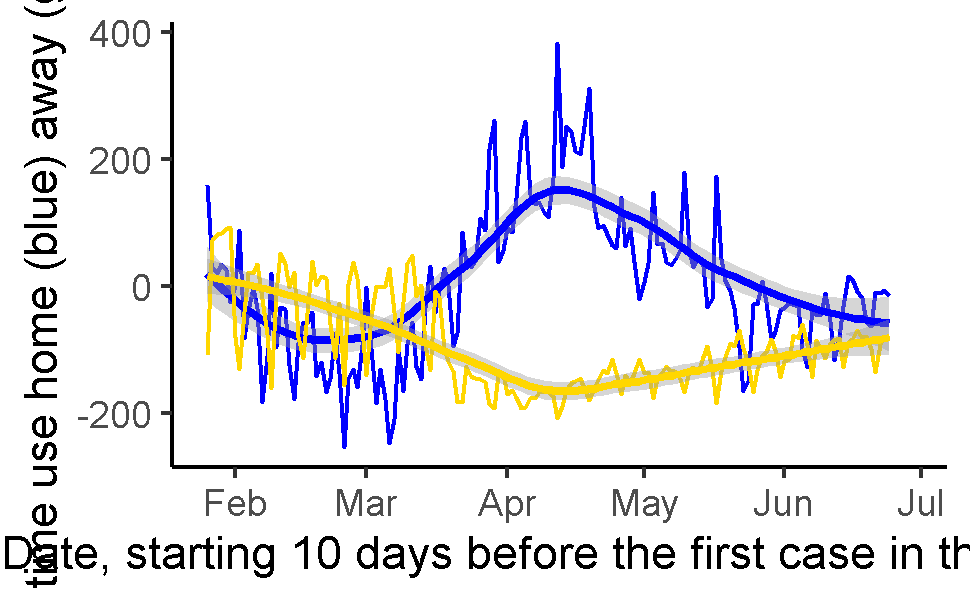 time use home (blue) away (g
400
200
0
-200
Feb Mar Apr May Jun Jul
Date, starting 10 days before the first case in th